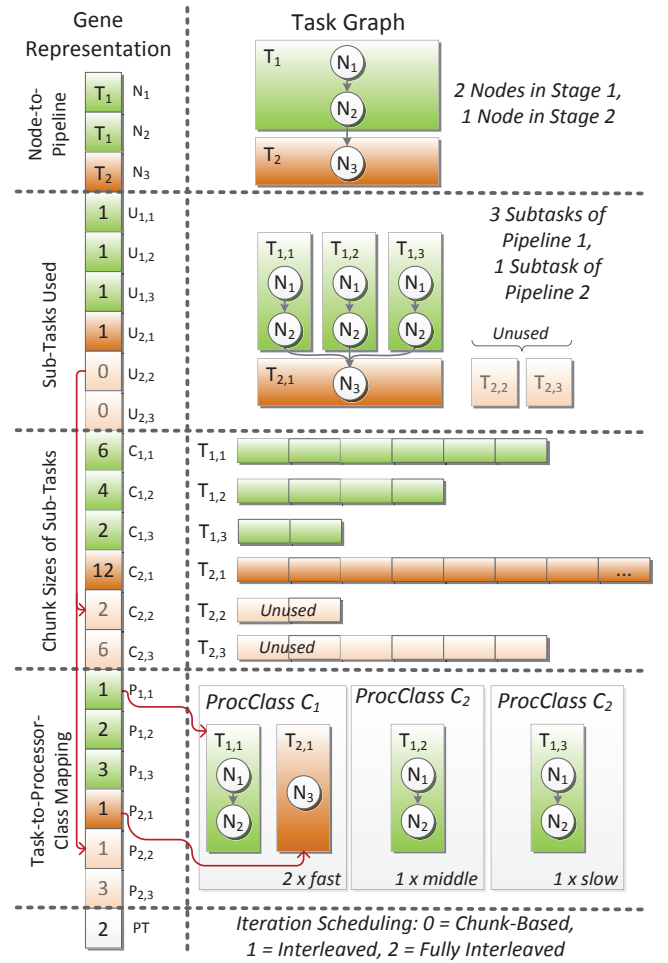 Gene Representation
Task Graph
Node-to-Pipeline
T1 N1
T1 N2
T2 N3
T1
N1
N2
T2
N3
2 Nodes in Stage 1,
1 Node in Stage 2
Sub-Tasks Used
1 U1,1
1 U1,2
1 U1,3
1 U2,1
0 U2,2
0 U2,3
T1,1 T1,2 T1,3
N1 N1 N1
N2 N2 N2
T2,1
N3
3 Subtasks of
Pipeline 1,
1 Subtask of
Pipeline 2
Unused
T2,2 T2,3
Chunk Sizes of Sub-Tasks
6 C1,1
4 C1,2
2 C1,3
12 C2,1
2 C2,2
6 C2,3
T1,1
T1,2
T1,3
T2,1 ...
T2,2 Unused
T2,3 Unused
Task-to-Processor-
Class Mapping
1 P1,1
2 P1,2
3 P1,3
1 P2,1
1 P2,2
3 P2,3
ProcClass C1
T1,1 T2,1
N1
N2
N3
2 x fast
ProcClass C2
T1,2
N1
N2
1 x middle
ProcClass C2
T1,3
N1
N2
1 x slow
2 PT
Iteration Scheduling: 0 = Chunk-Based,
1 = Interleaved, 2 = Fully Interleaved